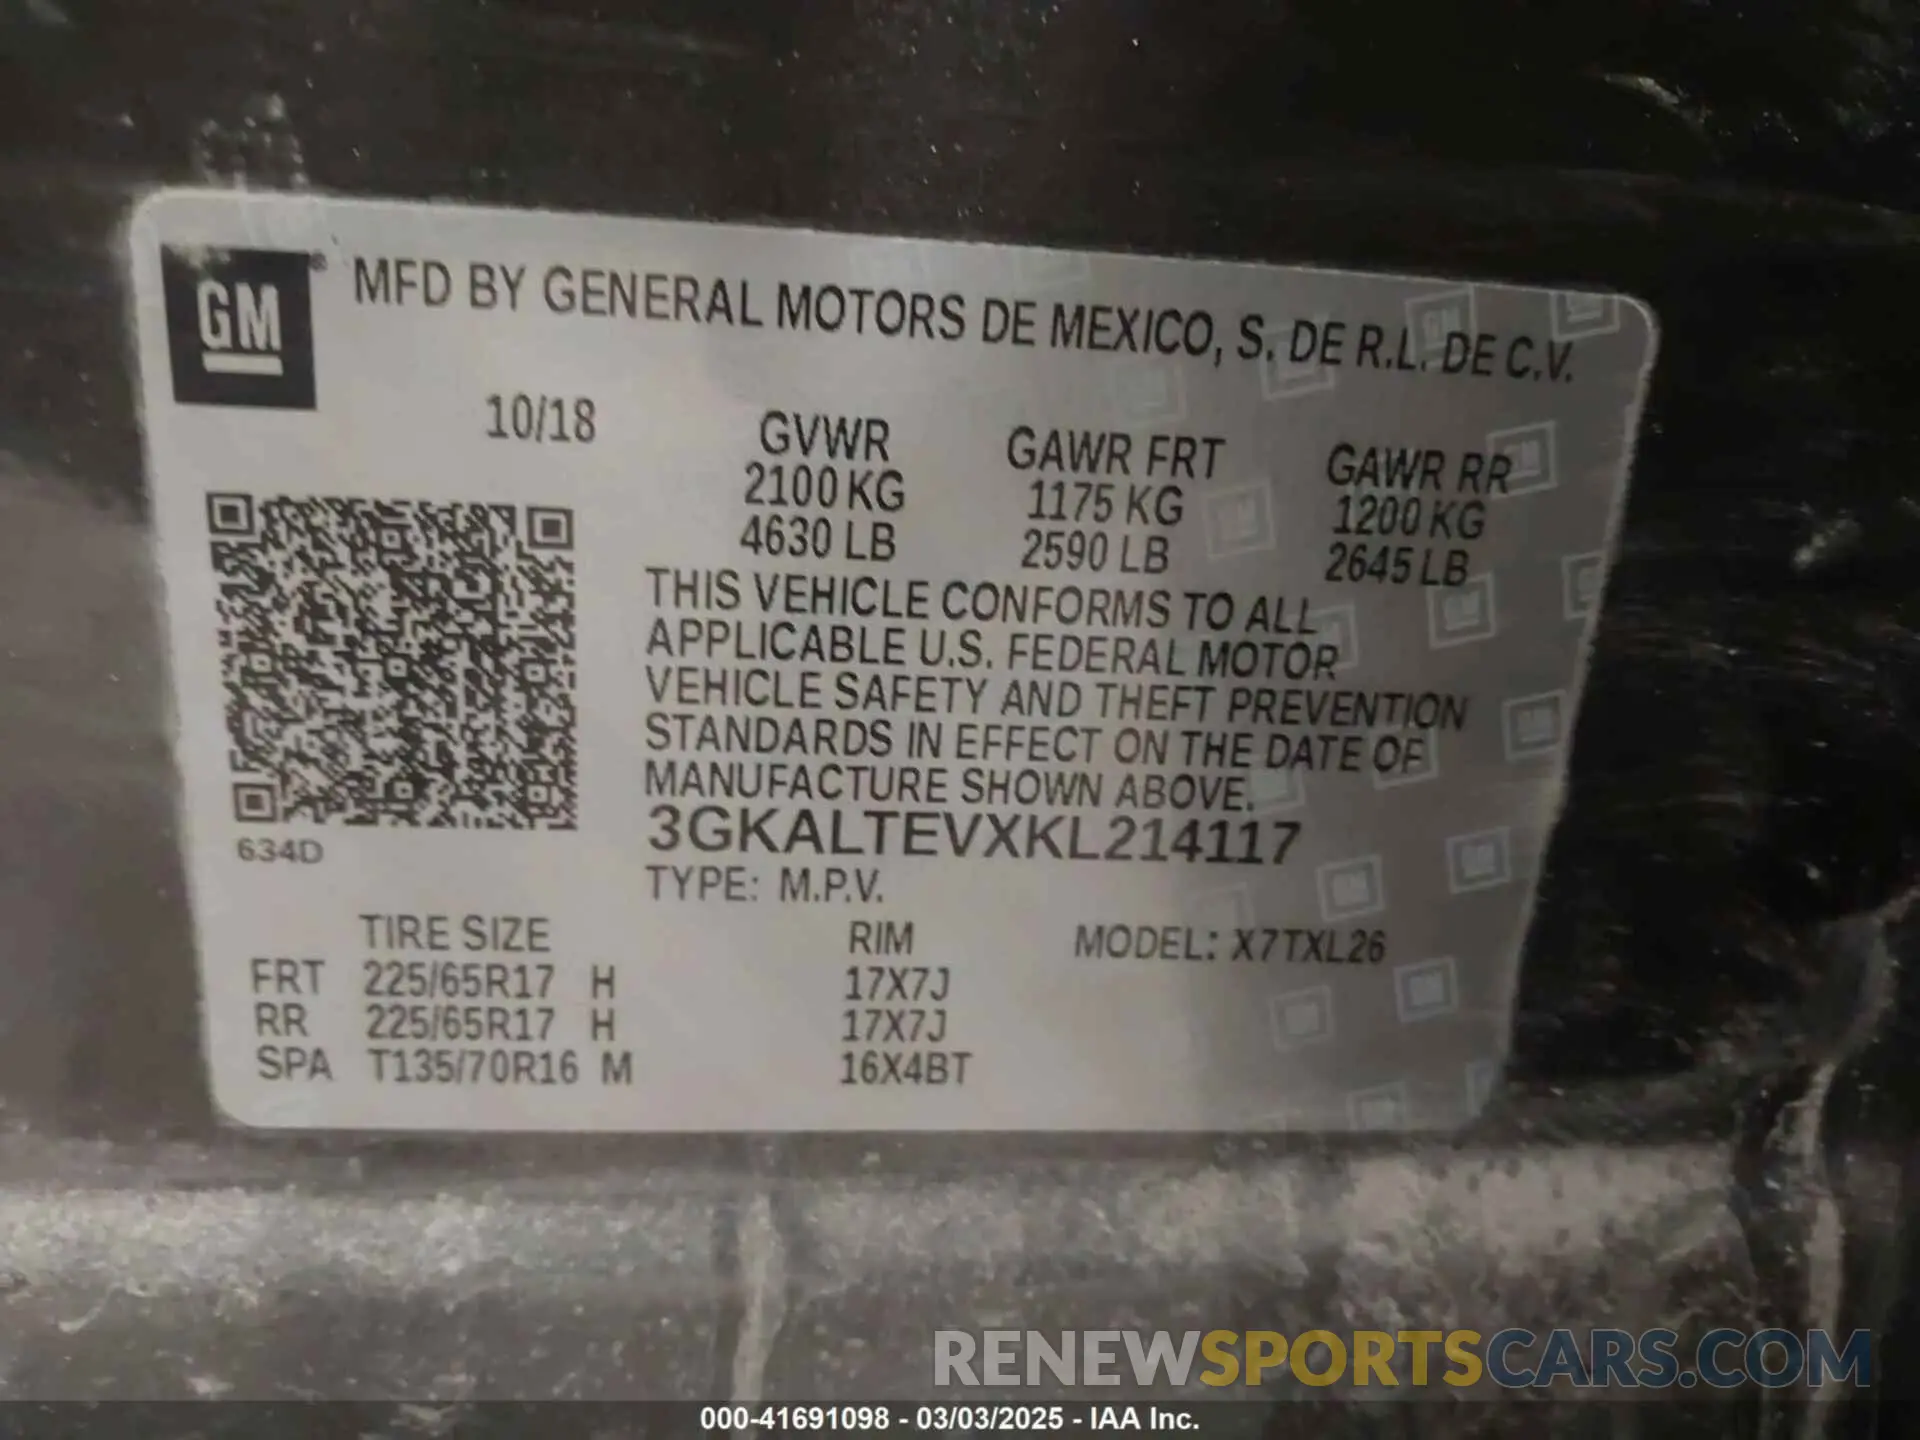 GM® MFD BY GENERAL MOTORS DE MEXICO, S. DE R.L. DE C.V.
10/18
GVWR GAWR FRT GAWR RR
2100 KG 1175 KG 1200 KG
4630 LB 2590 LB 2645 LB
THIS VEHICLE CONFORMS TO ALL
APPLICABLE U.S. FEDERAL MOTOR
VEHICLE SAFETY AND THEFT PREVENTION
STANDARDS IN EFFECT ON THE DATE OF
MANUFACTURE SHOWN ABOVE.
3GKALTEVXKL214117
634D
TYPE: M.P.V.
TIRE SIZE RIM MODEL: X7TXL26
FRT 225/65R17 H 17X7J
RR 225/65R17 H 17X7J
SPA T135/70R16 M 16X4BT
RENEWSPORTSCARS.COM
000-41691098 - 03/03/2025 - IAA Inc.